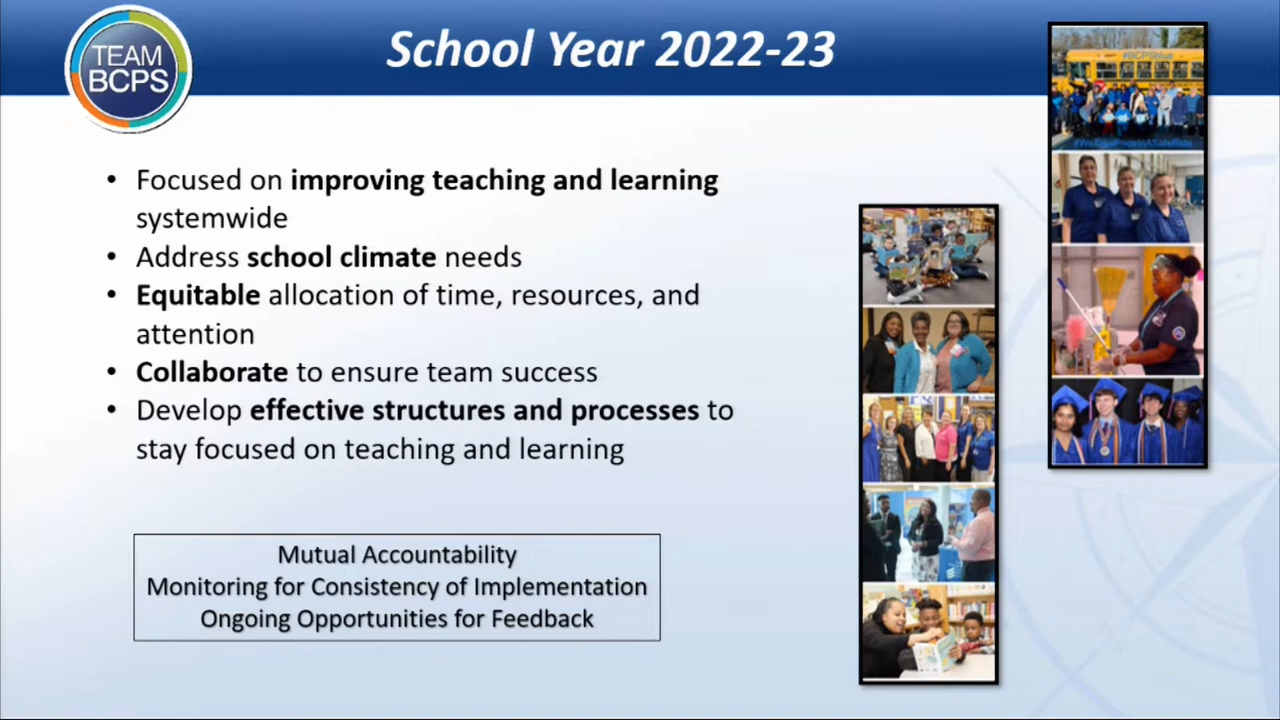 TEAM
BCPS
School Year 2022-23
#BCPSBlue
• Focused on improving teaching and learning
systemwide
• Address school climate needs
• Equitable allocation of time, resources, and
attention
• Collaborate to ensure team success
• Develop effective structures and processes to
stay focused on teaching and learning
Mutual Accountability
Monitoring for Consistency of Implementation
Ongoing Opportunities for Feedback